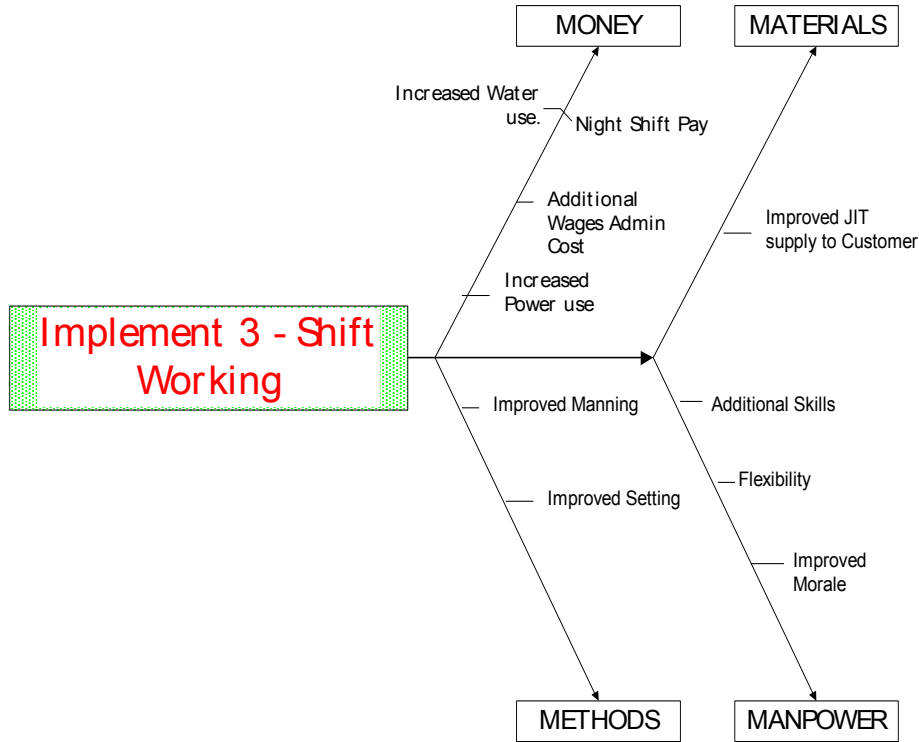 MONEY
MATERIALS
Increased Water
use.
Night Shift Pay
Additional
Wages Admin
Cost
Improved JIT
supply to Customer
Increased
Power use
Implement 3 - Shift
Working
Improved Manning
Additional Skills
Improved Setting
Flexibility
Improved
Morale
METHODS
MANPOWER